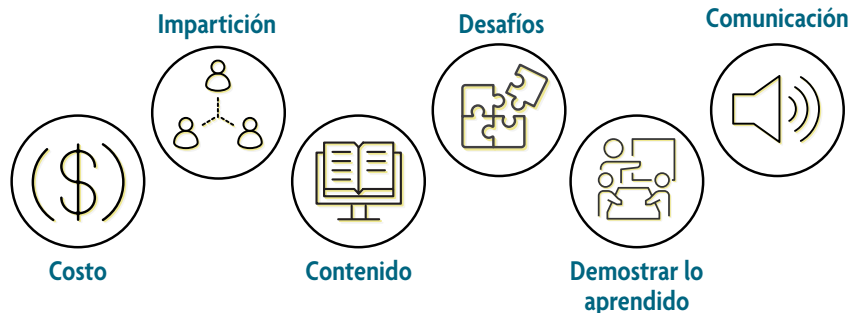 Impartición
Desafíos
Comunicación
$
Costo
Contenido
Demostrar lo
aprendido